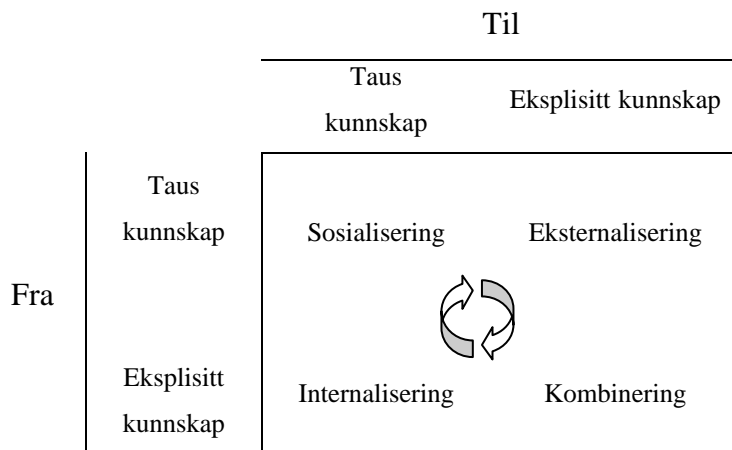 Til
Taus
kunnskap
Eksplisitt kunnskap
Taus
kunnskap
Sosialisering
Eksternalisering
Fra
Eksplisitt
kunnskap
Internalisering
Kombinering